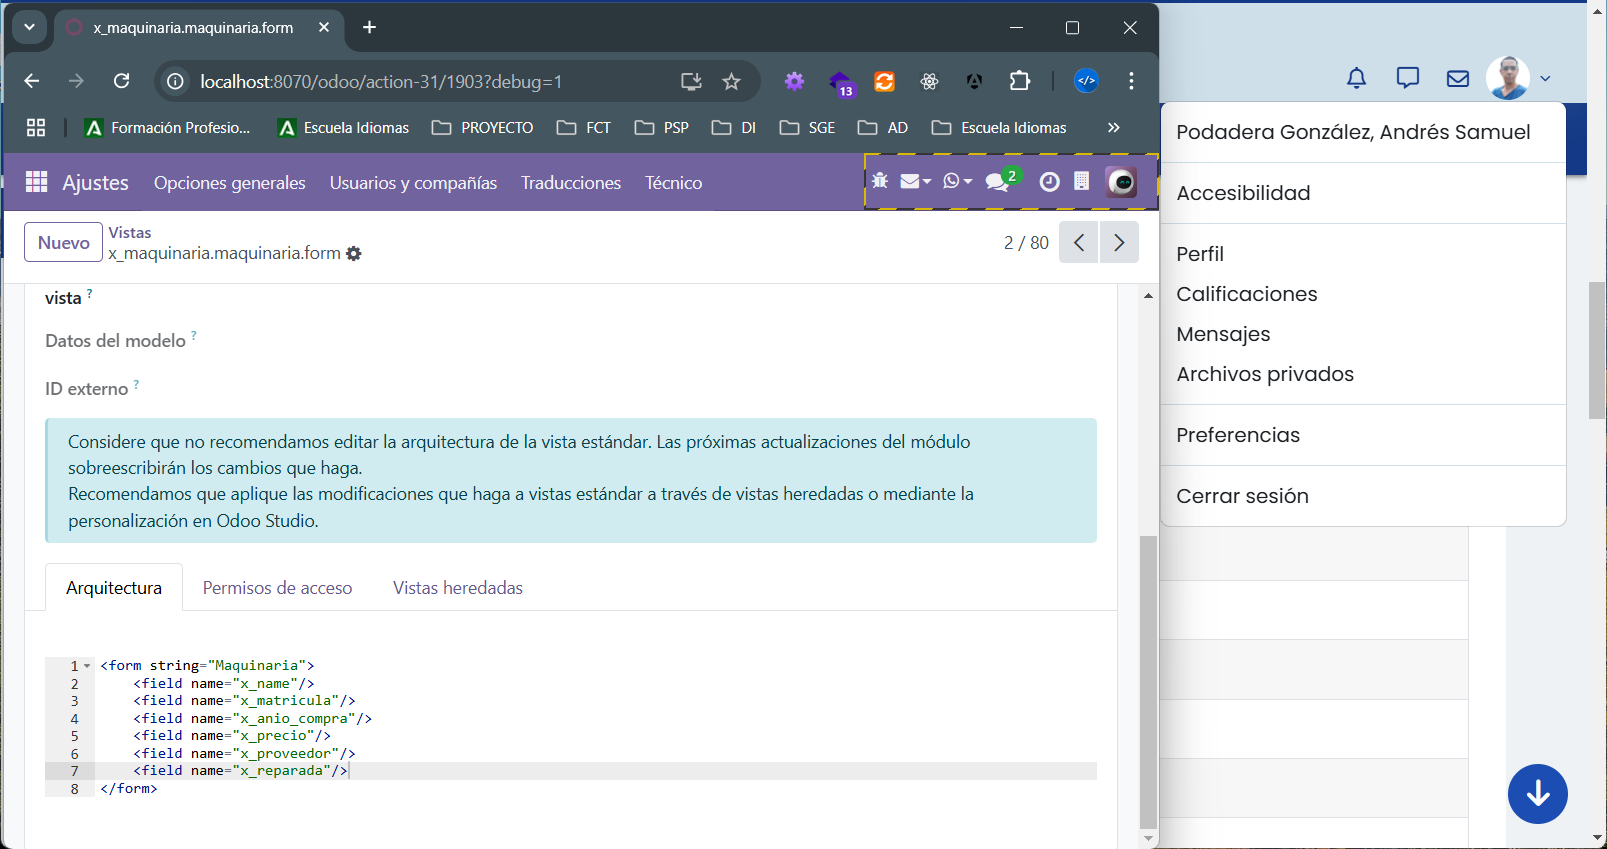 x_maquinaria.maquinaria.form
localhost:8070/odoo/action-31/1903?debug=1
13
Formación Profesio...
Escuela Idiomas
PROYECTO
FCT
PSP
DI
SGE
AD
Escuela Idiomas
»
Ajustes
Opciones generales
Usuarios y compañías
Traducciones
Técnico
2
Nuevo
Vistas
x_maquinaria.maquinaria.form
2 / 80
vista ?
Datos del modelo ?
ID externo ?
Considere que no recomendamos editar la arquitectura de la vista estándar. Las próximas actualizaciones del módulo
sobreescribirán los cambios que haga.
Recomendamos que aplique las modificaciones que haga a vistas estándar a través de vistas heredadas o mediante la
personalización en Odoo Studio.
Arquitectura
Permisos de acceso
Vistas heredadas
1 <form string="Maquinaria">
2 <field name="x_name"/>
3 <field name="x_matricula"/>
4 <field name="x_anio_compra"/>
5 <field name="x_precio"/>
6 <field name="x_proveedor"/>
7 <field name="x_reparada"/>
8 </form>
Podadera González, Andrés Samuel
Accesibilidad
Perfil
Calificaciones
Mensajes
Archivos privados
Preferencias
Cerrar sesión